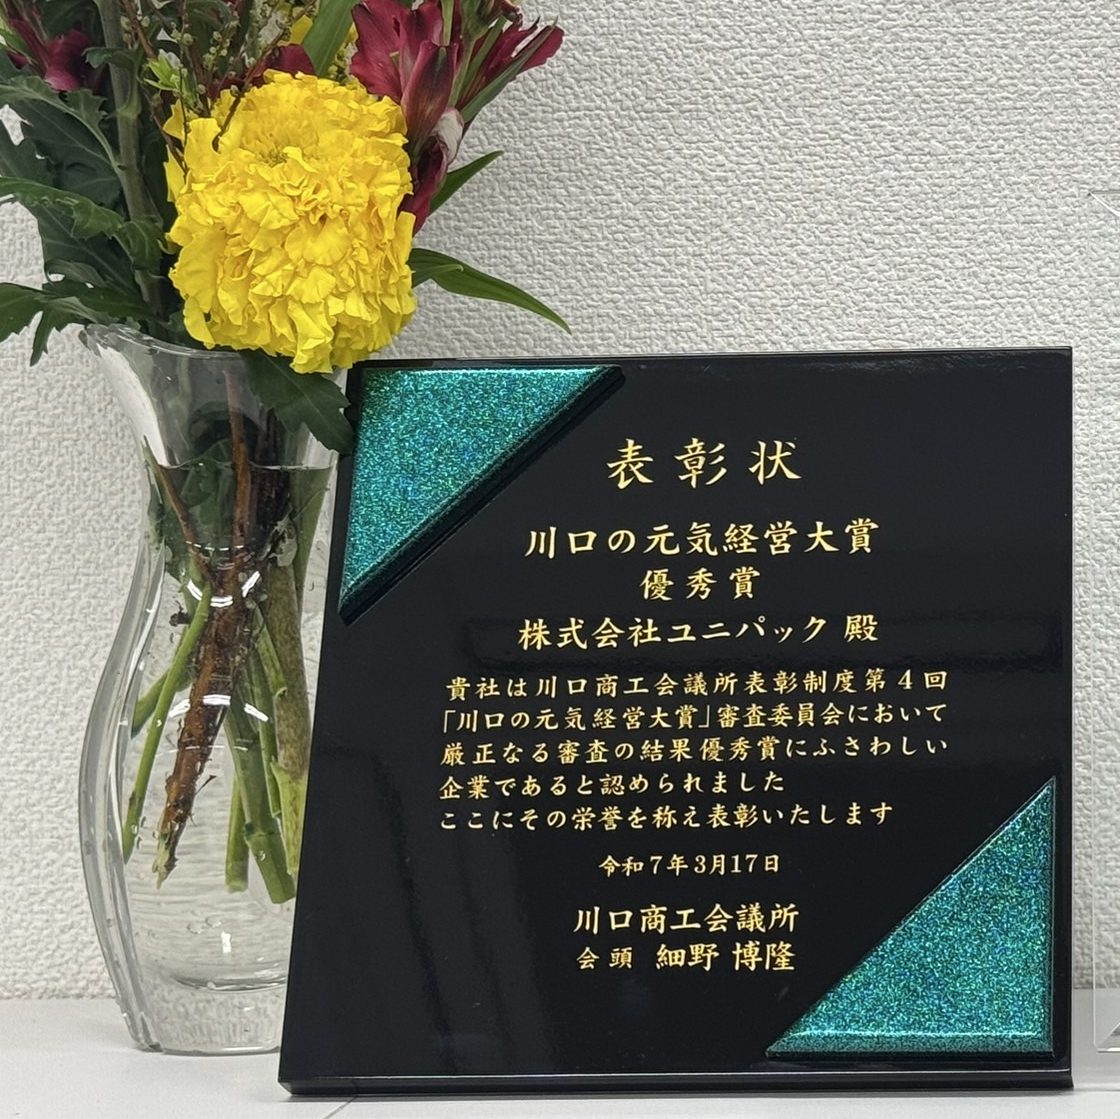 表彰状
川口の元気経営大賞
優秀賞
株式会社ユニパック 殿
貴社は川口商工会議所表彰制度第4回
「川口の元気経営大賞」審査委員会において
厳正なる審査の結果優秀賞にふさわしい
企業であると認められました
ここにその栄誉を称え表彰いたします
令和7年3月17日
川口商工会議所
会頭 細野 博隆